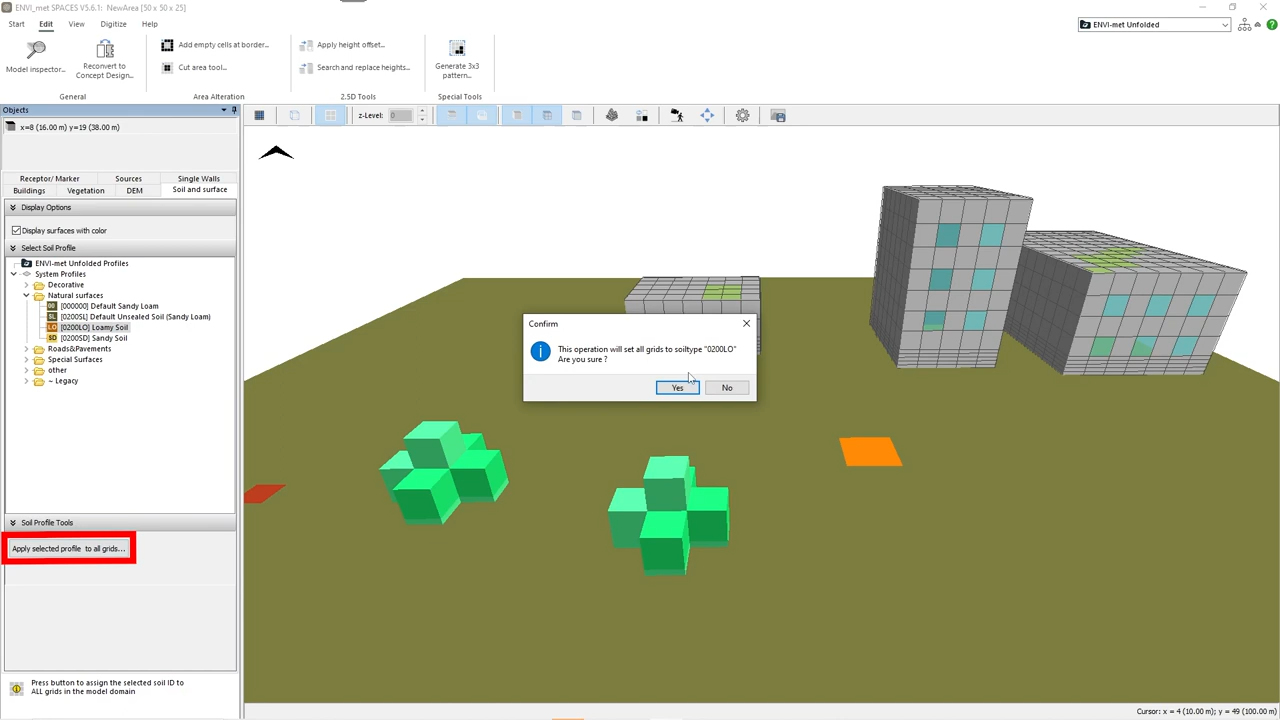 ENVI_met SPACES V5.6.1: NewArea [50 x 50 x 25]
Start Edit View Digitize Help
ENVI-met Unfolded
Model inspector...
Reconvert to
Concept Design...
General
Add empty cells at border...
Cut area tool...
Area Alteration
Apply height offset...
Search and replace heights...
2.5D Tools
Generate 3x3
pattern...
Special Tools
Objects
z-Level: 0
x=8 (16.00 m) y=19 (38.00 m)
Receptor/ Marker Sources Single Walls
Buildings Vegetation DEM Soil and surface
Display Options
Display surfaces with color
Select Soil Profile
ENVI-met Unfolded Profiles
System Profiles
Decorative
Natural surfaces
[000000] Default Sandy Loam
SL [0200SL] Default Unsealed Soil (Sandy Loam)
LO [0200LO] Loamy Soil
SD [0200SD] Sandy Soil
Roads&Pavements
Special Surfaces
other
~ Legacy
Confirm
This operation will set all grids to soiltype "0200LO"
Are you sure ?
Yes No
Soil Profile Tools
Apply selected profile to all grids...
Press button to assign the selected soil ID to
ALL grids in the model domain
Cursor: x = 4 (10.00 m); y = 49 (100.00 m)